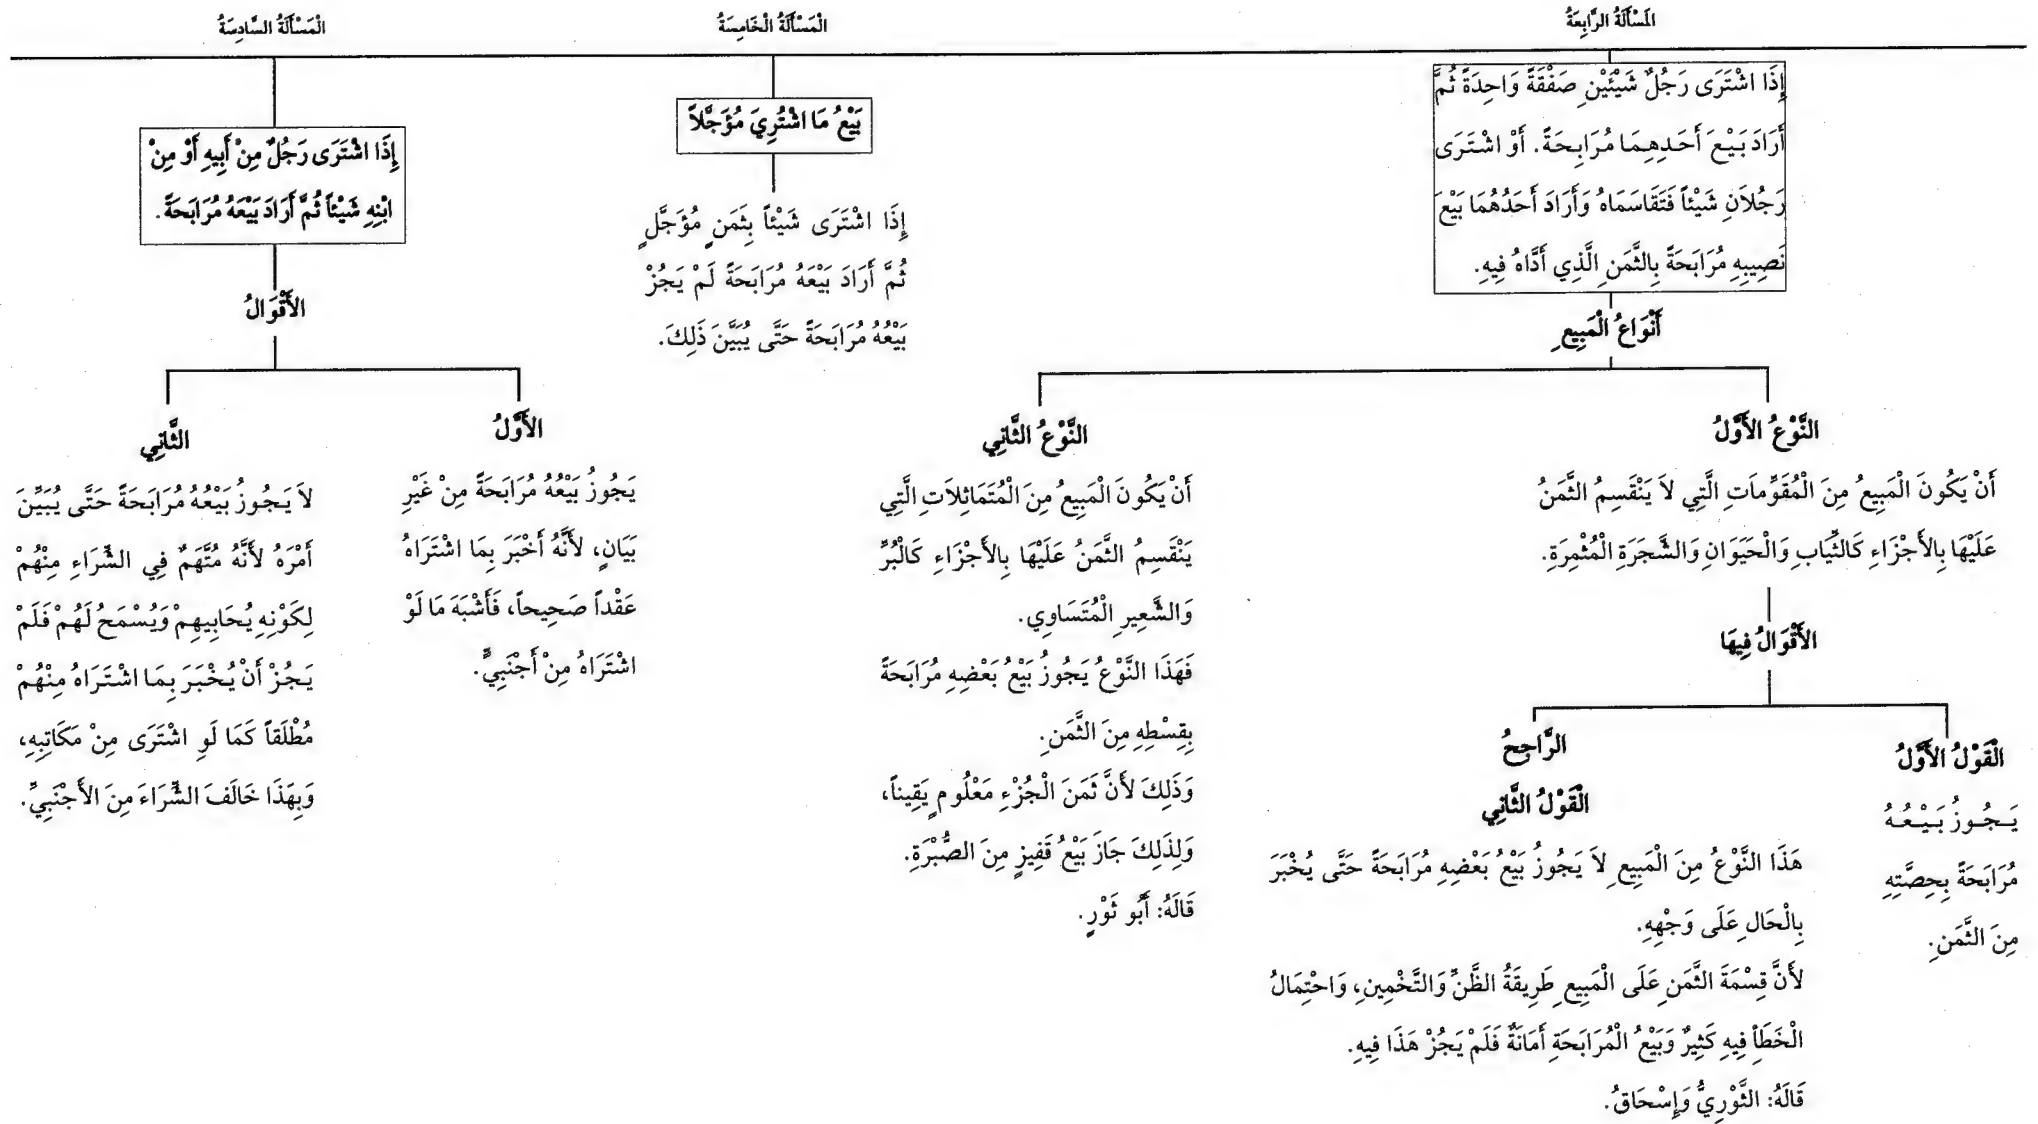 الْمَسْأَلَةُ الرَّابِعَةُ
إِذَا اشْتَرَى رَجُلٌ شَيْئَيْنِ صَفْقَةً وَاحِدَةً ثُمَّ
أَرَادَ بَيْعَ أَحَدِهِمَا مُرَابِحَةً. أَوْ اشْتَرَى
رَجُلاَنِ شَيْئاً فَتَقَاسَمَاهُ وَأَرَادَ أَحَدُهُمَا بَيْعَ
نَصِيبِهِ مُرَابَحَةً بِالثَّمَنِ الَّذِي أَدَّاهُ فِيهِ.
أَنْوَاعُ الْمَبِيعِ
النَّوْعُ الأَوَّلُ
أَنْ يَكُونَ الْمَبِيعُ مِنَ الْمُقَوِّمَاتِ الَّتِي لاَ يَنْقَسِمُ الثَّمَنُ
عَلَيْهَا بِالأَجْزَاءِ كَالثِّيَابِ وَالْحَيَوَانِ وَالشَّجَرَةِ الْمُثْمِرَةِ.
الأَقْوَالُ فِيهَا
الْقَوْلُ الأَوَّلُ
يَجُوزُ بَيْعُهُ
مُرَابَحَةً بِحِصَّتِهِ
مِنَ الثَّمَنِ.
الرَّاجِحُ
الْقَوْلُ الثَّانِي
هَذَا النَّوْعُ مِنَ الْمَبِيعِ لاَ يَجُوزُ بَيْعُ بَعْضِهِ مُرَابَحَةً حَتَّى يُخْبَرَ
بِالْحَالِ عَلَى وَجْهِهِ.
لأَنَّ قِسْمَةَ الثَّمَنِ عَلَى الْمَبِيعِ طَرِيقَةُ الظَّنِّ وَالتَّخْمِينِ، وَاحْتِمَالُ
الْخَطَأِ فِيهِ كَثِيرٌ وَبَيْعُ الْمُرَابَحَةِ أَمَانَةٌ فَلَمْ يَجُزْ هَذَا فِيهِ.
قَالَهُ: الثَّوْرِيُّ وَإِسْحَاقُ.
النَّوْعُ الثَّانِي
أَنْ يَكُونَ الْمَبِيعُ مِنَ الْمُتَمَاثِلاَتِ الَّتِي
يَنْقَسِمُ الثَّمَنُ عَلَيْهَا بِالأَجْزَاءِ كَالْبُرِّ
وَالشَّعِيرِ الْمُتَسَاوِي.
فَهَذَا النَّوْعُ يَجُوزُ بَيْعُ بَعْضِهِ مُرَابَحَةً
بِقِسْطِهِ مِنَ الثَّمَنِ.
وَذَلِكَ لأَنَّ ثَمَنَ الْجُزْءِ مَعْلُومٍ يَقِيناً،
وَلِذَلِكَ جَازَ بَيْعُ قَفِيزٍ مِنَ الصُّبْرَةِ.
قَالَهُ: أَبُو ثَوْرٍ.
الْمَسْأَلَةُ الْخَامِسَةُ
بَيْعُ مَا اشْتُرِيَ مُؤَجَّلاً
إِذَا اشْتَرَى شَيْئاً بِثَمَنٍ مُؤَجَّلٍ
ثُمَّ أَرَادَ بَيْعَهُ مُرَابَحَةً لَمْ يَجُزْ
بَيْعُهُ مُرَابَحَةً حَتَّى يُبَيَّنَ ذَلِكَ.
الْمَسْأَلَةُ السَّادِسَةُ
إِذَا اشْتَرَى رَجُلٌ مِنْ أَبِيهِ أَوْ مِنْ
ابْنِهِ شَيْئاً ثُمَّ أَرَادَ بَيْعَهُ مُرَابَحَةً.
الأَقْوَالُ
الأَوَّلُ
يَجُوزُ بَيْعُهُ مُرَابَحَةً مِنْ غَيْرِ
بَيَانٍ، لأَنَّهُ أَخْبَرَ بِمَا اشْتَرَاهُ
عَقْداً صَحِيحاً، فَأَشْبَهَ مَا لَوْ
اشْتَرَاهُ مِنْ أَجْنَبِيٍّ.
الثَّانِي
لاَ يَجُوزُ بَيْعُهُ مُرَابَحَةً حَتَّى يُبَيِّنَ
أَمْرَهُ لأَنَّهُ مُتَّهَمٌ فِي الشِّرَاءِ مِنْهُمْ
لِكَوْنِهِ يُحَابِيهِمْ وَيُسْمَحُ لَهُمْ فَلَمْ
يَجُزْ أَنْ يُخْبَرَ بِمَا اشْتَرَاهُ مِنْهُمْ
مُطْلَقاً كَمَا لَوِ اشْتَرَى مِنْ مَكَاتِبِهِ،
وَبِهَذَا خَالَفَ الشِّرَاءَ مِنَ الأَجْنَبِيِّ.